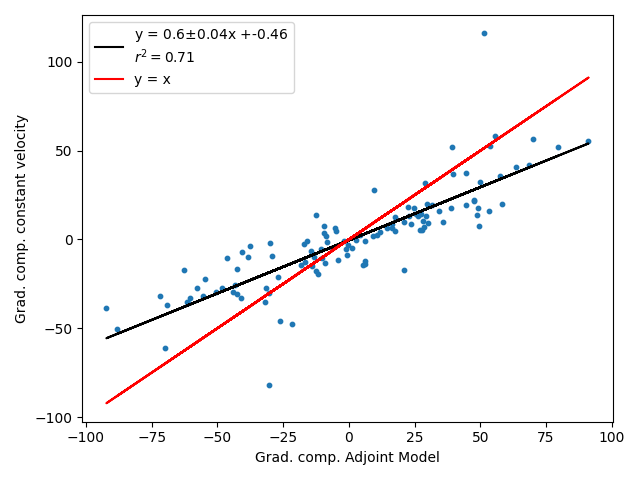 y = 0.6±0.04x +-0.46
r² = 0.71
y = x
Grad. comp. constant velocity
100
50
0
−50
−100
−100
−75
−50
−25
0
25
50
75
100
Grad. comp. Adjoint Model